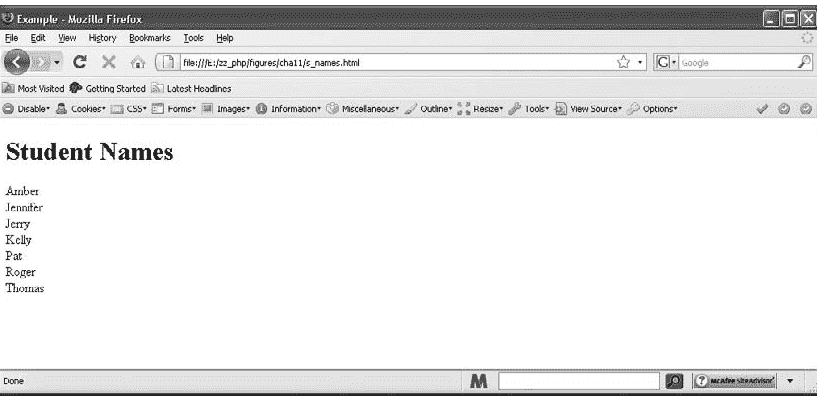 Example - Mozilla Firefox
File Edit View History Bookmarks Tools Help
file:///E:/zz_php/figures/cha11/s_names.html G Google
Most Visited Getting Started Latest Headlines
Disable Cookies CSS Forms Images Information Miscellaneous Outline Resize Tools View Source Options
Student Names
Amber
Jennifer
Jerry
Kelly
Pat
Roger
Thomas
Done M McAfee SiteAdvisor